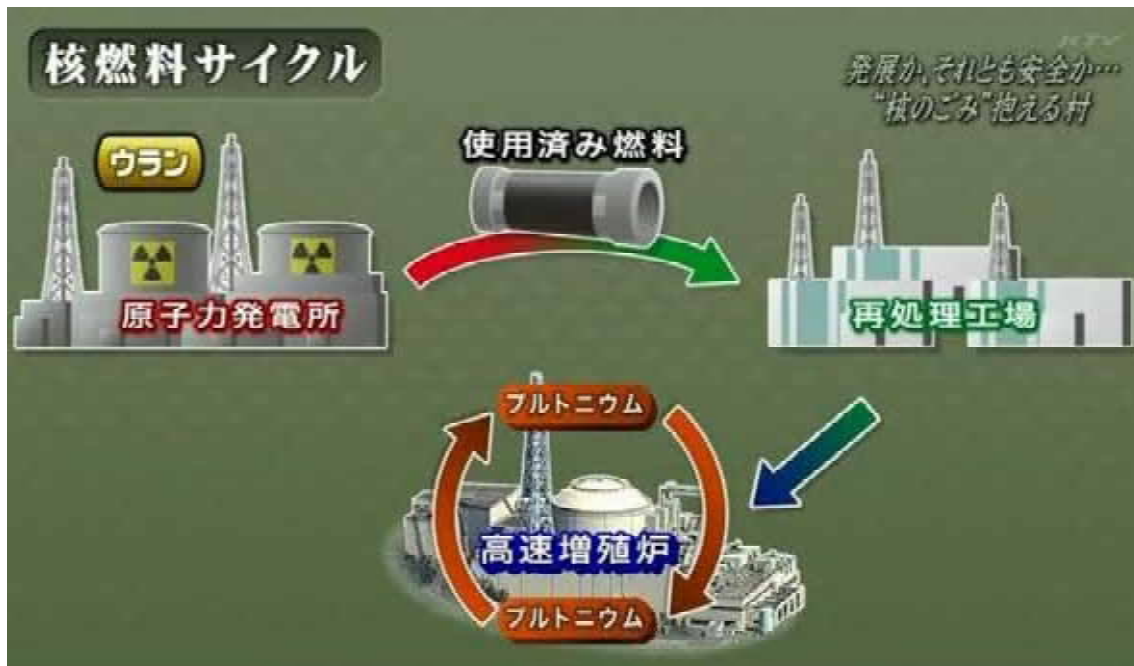 核燃料サイクル
KTV
発展か、それとも安全か…
“核のごみ”抱える村
ウラン
使用済み燃料
原子力発電所
再処理工場
プルトニウム
高速増殖炉
プルトニウム